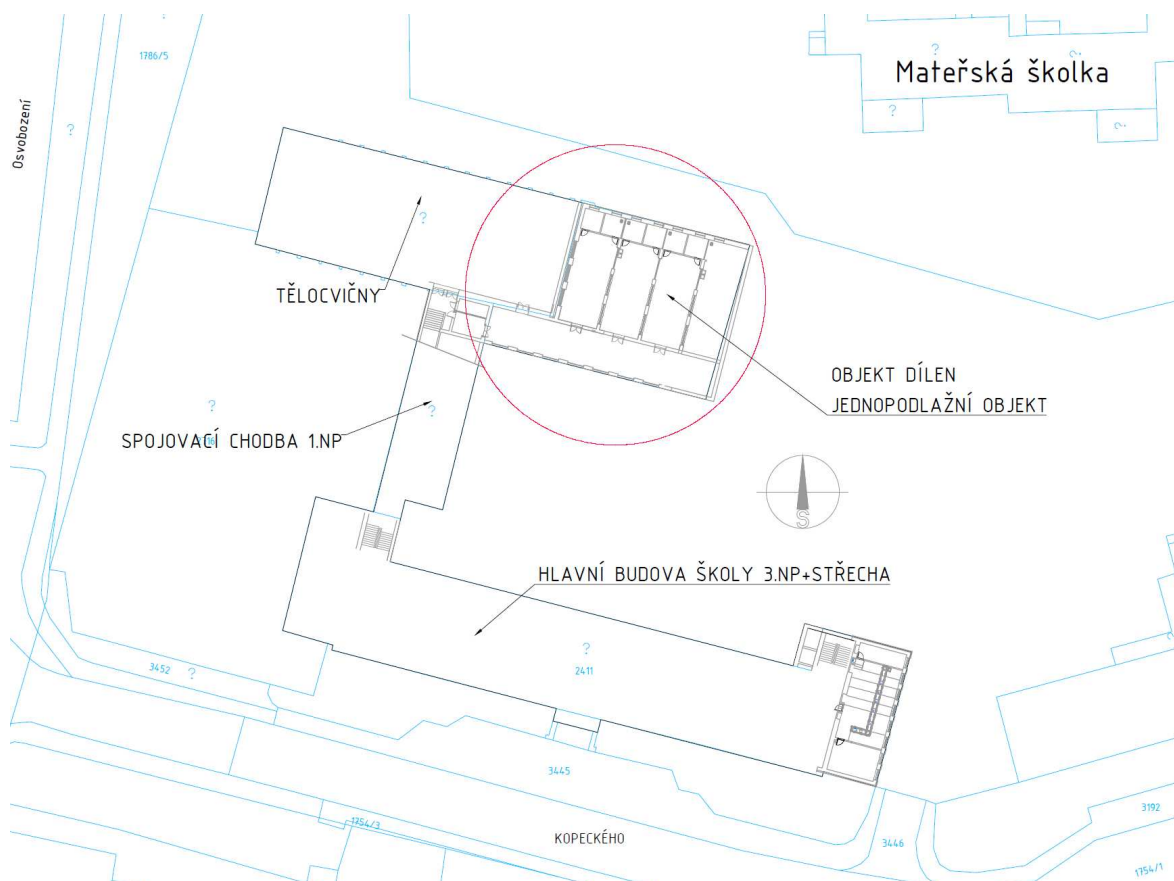 1786/5
?
Mateřská školka
?
?
?
?
Osvobození
?
TĚLOCVIČNY
OBJEKT DÍLEN
JEDNOPODLAŽNÍ OBJEKT
?
?
SPOJOVACÍ CHODBA 1.NP
S
HLAVNÍ BUDOVA ŠKOLY 3.NP+STŘECHA
?
2411
3452
?
3445
1754/3
KOPECKÉHO
3446
3192
1754/1